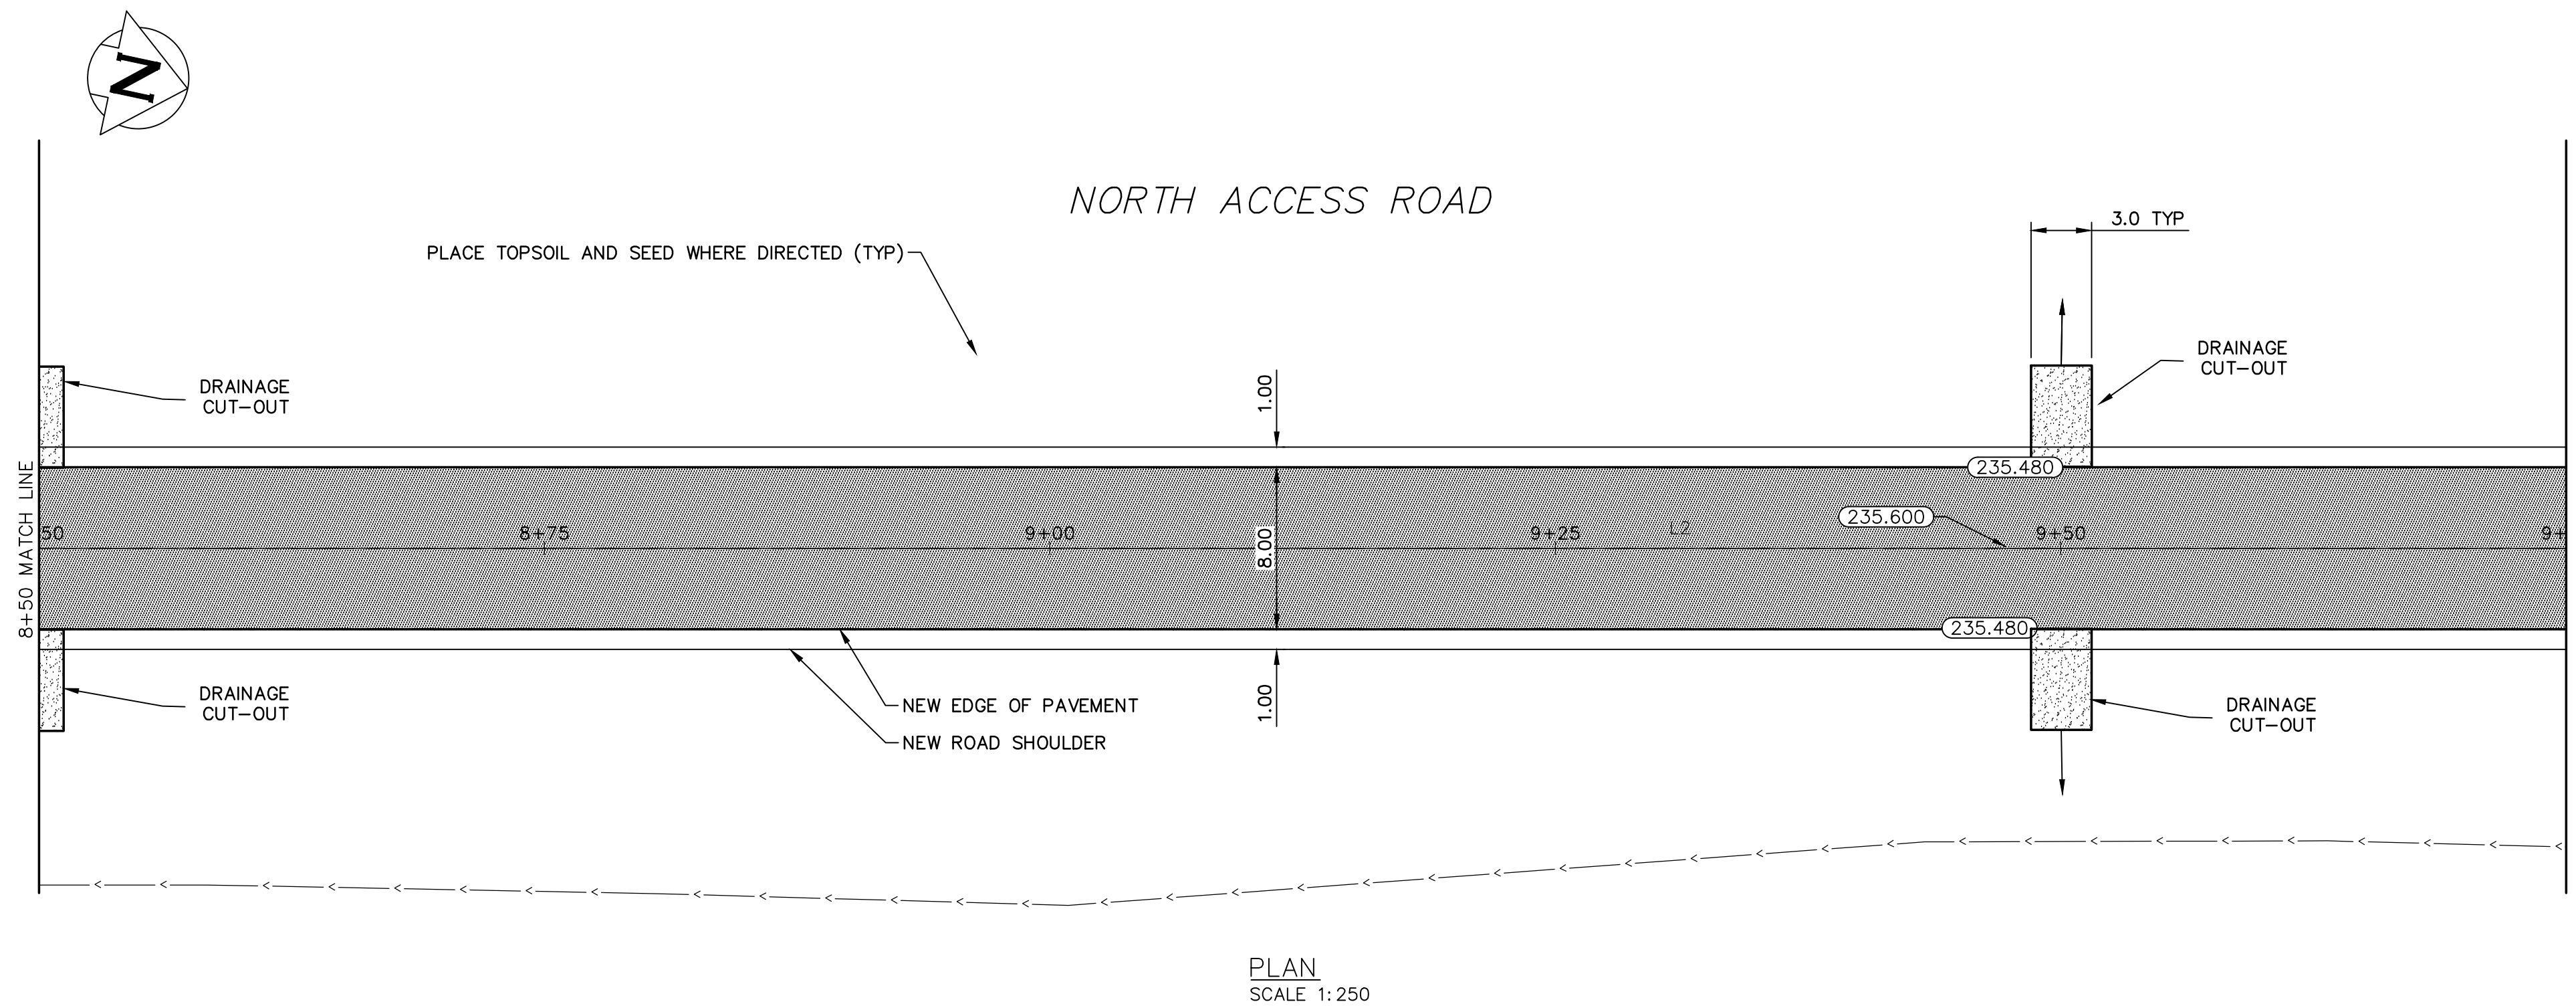 N
NORTH ACCESS ROAD
3.0 TYP
PLACE TOPSOIL AND SEED WHERE DIRECTED (TYP)
DRAINAGE
CUT-OUT
DRAINAGE
CUT-OUT
1.00
235.480
235.600
8+50 MATCH LINE
50
8+75
9+00
8.00
9+25
L2
9+50
9+
235.480
DRAINAGE
CUT-OUT
NEW EDGE OF PAVEMENT
1.00
DRAINAGE
CUT-OUT
NEW ROAD SHOULDER
PLAN
SCALE 1:250